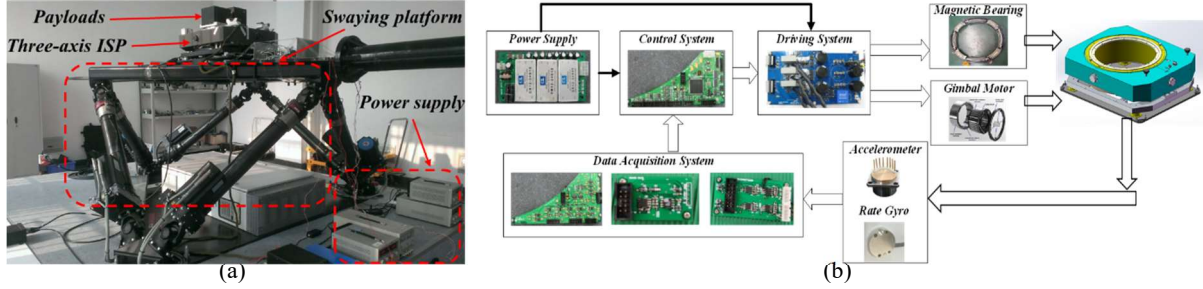 Payloads
Three-axis ISP
Swaying platform
Power supply
(a)
Power Supply
Control System
Driving System
Magnetic Bearing
Gimbal Motor
Data Acquisition System
Accelerometer
Rate Gyro
(b)